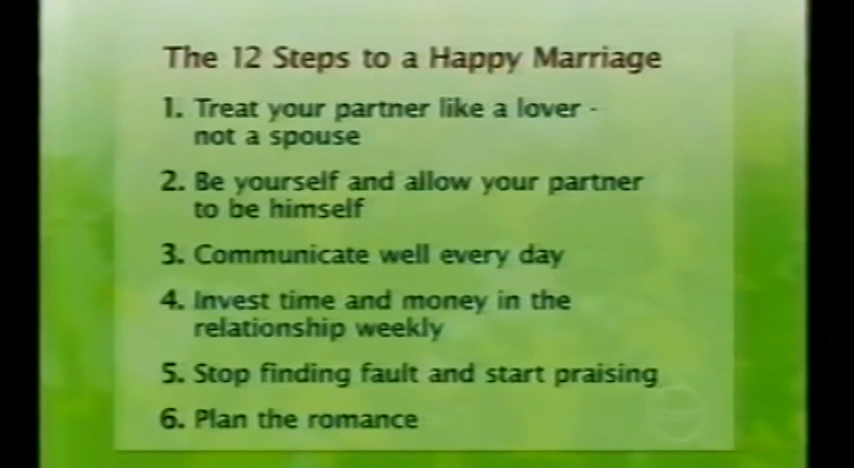 The 12 Steps to a Happy Marriage
1. Treat your partner like a lover -
not a spouse
2. Be yourself and allow your partner
to be himself
3. Communicate well every day
4. Invest time and money in the
relationship weekly
5. Stop finding fault and start praising
6. Plan the romance